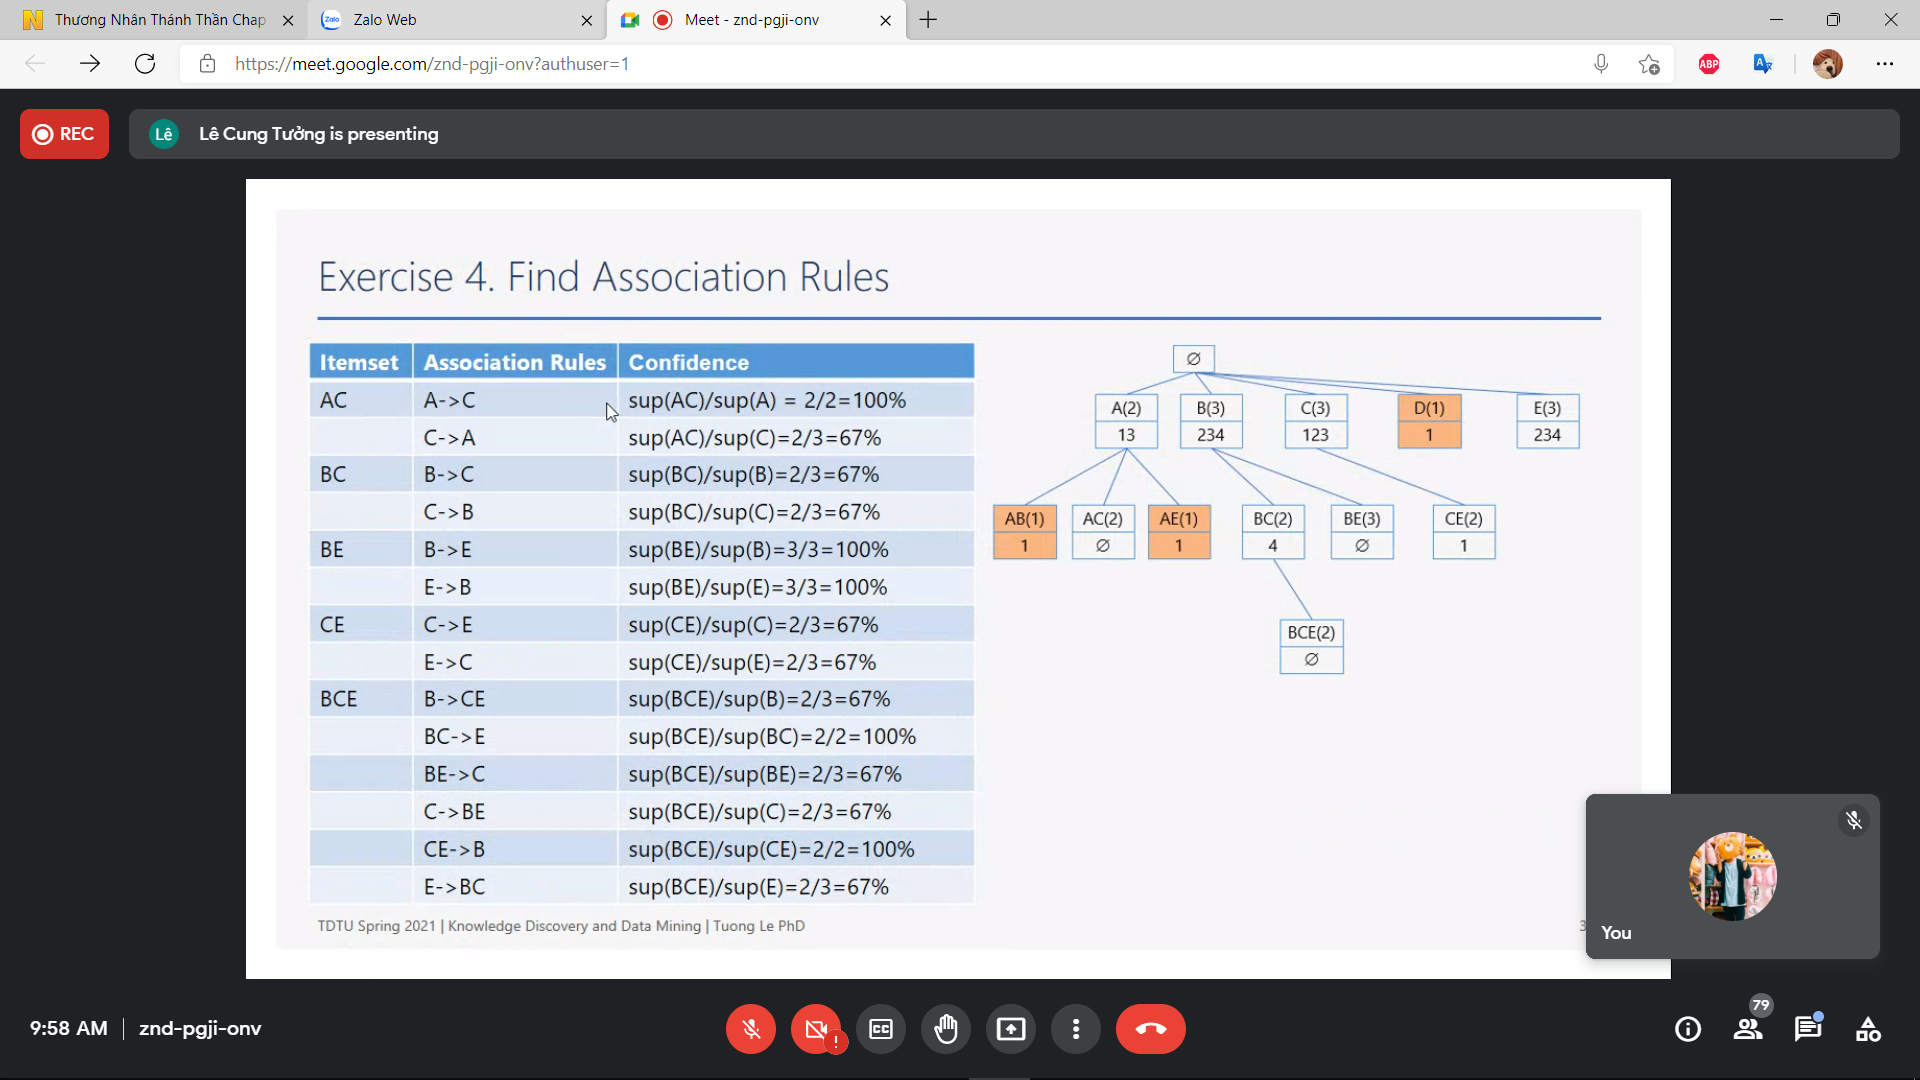 Thương Nhân Thánh Thần Chap
Zalo Web
Meet - znd-pgji-onv
https://meet.google.com/znd-pgji-onv?authuser=1
ABP
REC
Lê
Lê Cung Tưởng is presenting
Exercise 4. Find Association Rules
Itemset Association Rules Confidence
AC A->C sup(AC)/sup(A) = 2/2=100%
C->A sup(AC)/sup(C)=2/3=67%
BC B->C sup(BC)/sup(B)=2/3=67%
C->B sup(BC)/sup(C)=2/3=67%
BE B->E sup(BE)/sup(B)=3/3=100%
E->B sup(BE)/sup(E)=3/3=100%
CE C->E sup(CE)/sup(C)=2/3=67%
E->C sup(CE)/sup(E)=2/3=67%
BCE B->CE sup(BCE)/sup(B)=2/3=67%
BC->E sup(BCE)/sup(BC)=2/2=100%
BE->C sup(BCE)/sup(BE)=2/3=67%
C->BE sup(BCE)/sup(C)=2/3=67%
CE->B sup(BCE)/sup(CE)=2/2=100%
E->BC sup(BCE)/sup(E)=2/3=67%
∅
A(2) B(3) C(3) D(1) E(3)
13 234 123 1 234
AB(1) AC(2) AE(1) BC(2) BE(3) CE(2)
1 ∅ 1 4 ∅ 1
BCE(2)
∅
TDTU Spring 2021 | Knowledge Discovery and Data Mining | Tuong Le PhD
You
9:58 AM | znd-pgji-onv
79